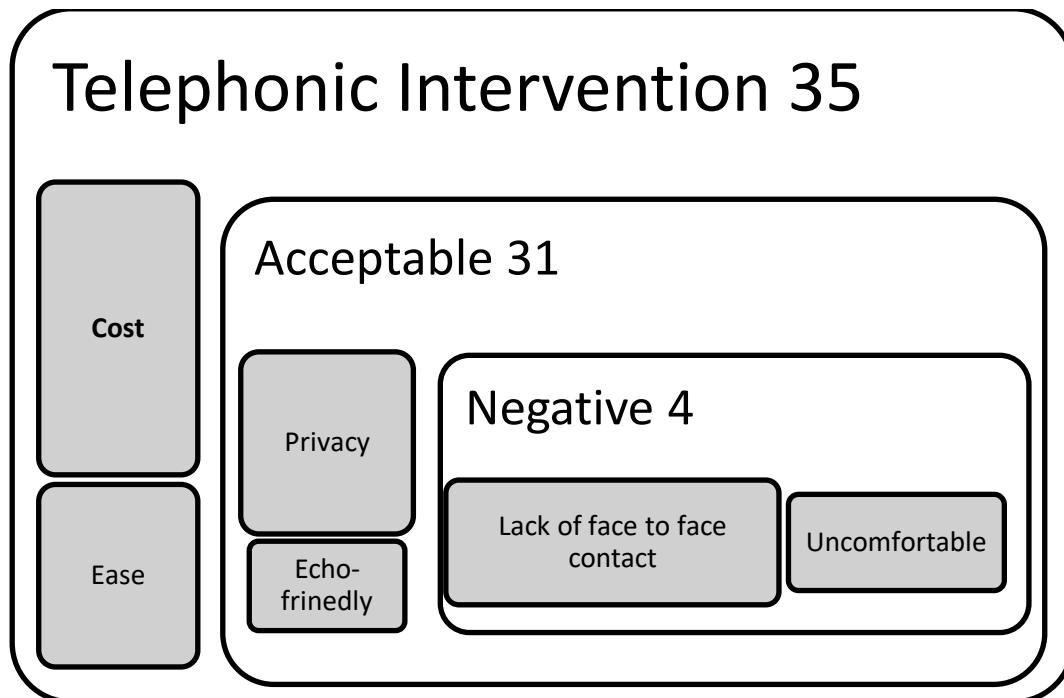 Telephonic Intervention 35
Acceptable 31
Cost
Privacy
Negative 4
Lack of face to face
contact
Uncomfortable
Ease
Echo-
frinedly